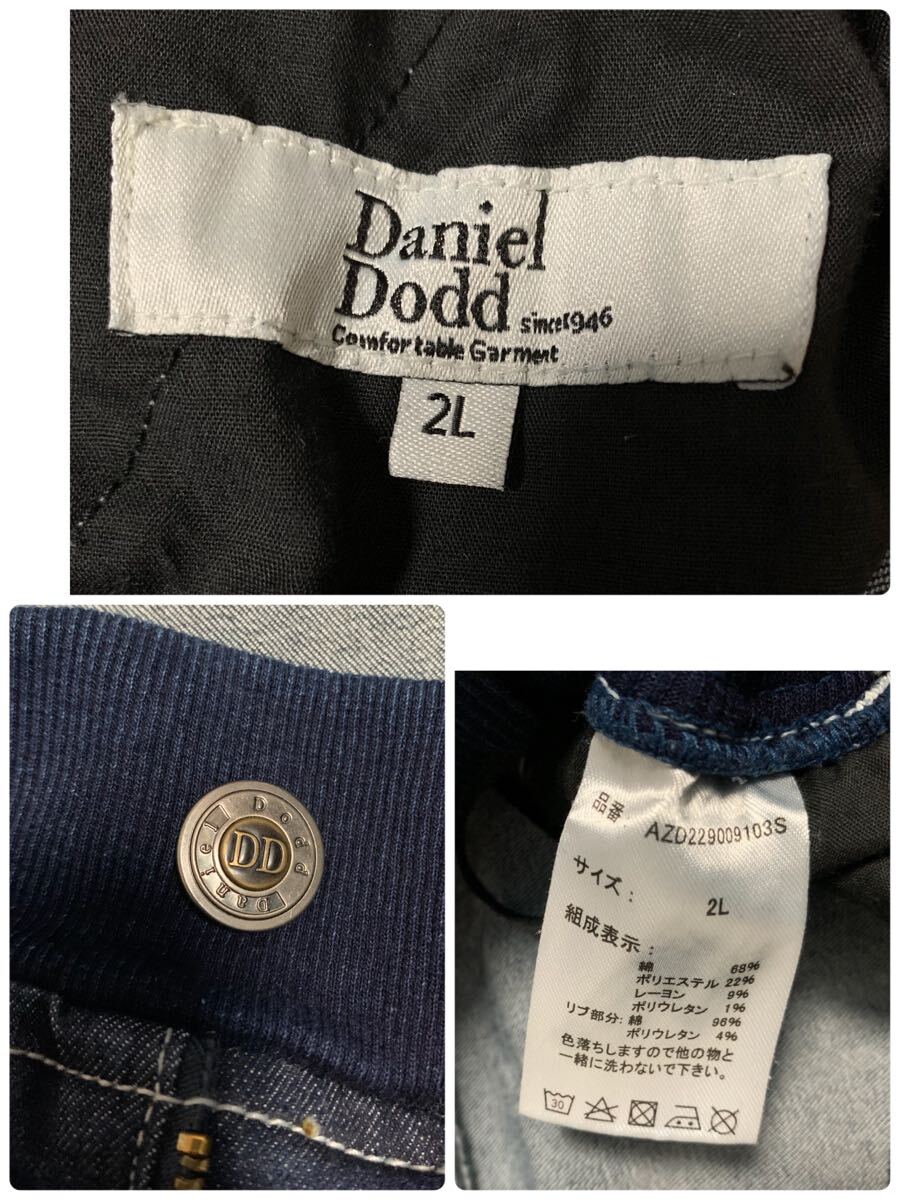 Daniel
Dodd since1946
Comfortable Garment
2L
Daniel Dodd
DD
品番: AZD229009103S
サイズ: 2L
組成表示:
綿 68%
ポリエステル 22%
レーヨン 9%
ポリウレタン 1%
リブ部分: 綿 96%
ポリウレタン 4%
色落ちしますので他の物と
一緒に洗わないで下さい。
30